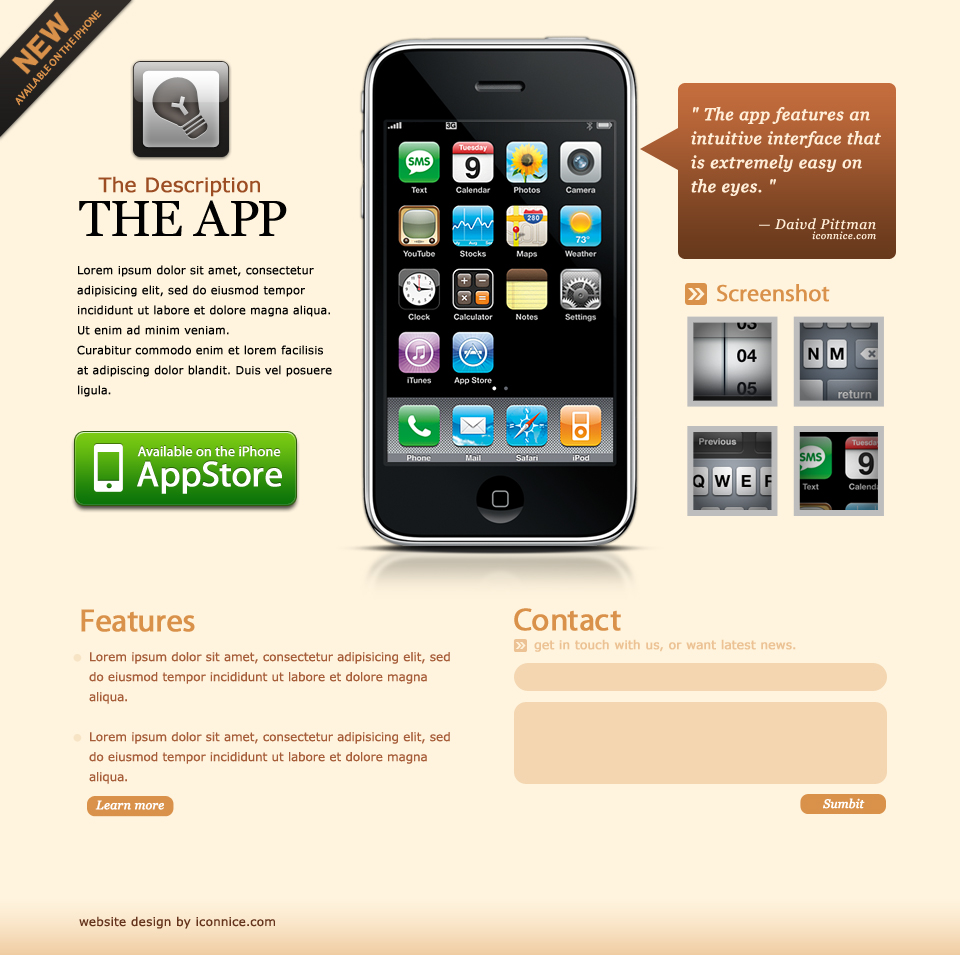 NEW
AVAILABLE ON THE IPHONE
The Description
THE APP
Lorem ipsum dolor sit amet, consectetur
adipisicing elit, sed do eiusmod tempor
incididunt ut labore et dolore magna aliqua.
Ut enim ad minim veniam.
Curabitur commodo enim et lorem facilisis
at adipiscing dolor blandit. Duis vel posuere
ligula.
Available on the iPhone
AppStore
3G
SMS
Tuesday
9
280
73°
Text Calendar Photos Camera
YouTube Stocks Maps Weather
Mon Aug Sep
Clock Calculator Notes Settings
iTunes App Store
Phone Mail Safari iPod
" The app features an
intuitive interface that
is extremely easy on
the eyes. "
— Daivd Pittman
iconnice.com
Screenshot
03
04
05
N M
return
Previous
Q W E R
SMS
Tuesda
9
Text Calenda
Features
Lorem ipsum dolor sit amet, consectetur adipisicing elit, sed
do eiusmod tempor incididunt ut labore et dolore magna
aliqua.
Lorem ipsum dolor sit amet, consectetur adipisicing elit, sed
do eiusmod tempor incididunt ut labore et dolore magna
aliqua.
Learn more
Contact
get in touch with us, or want latest news.
Sumbit
website design by iconnice.com